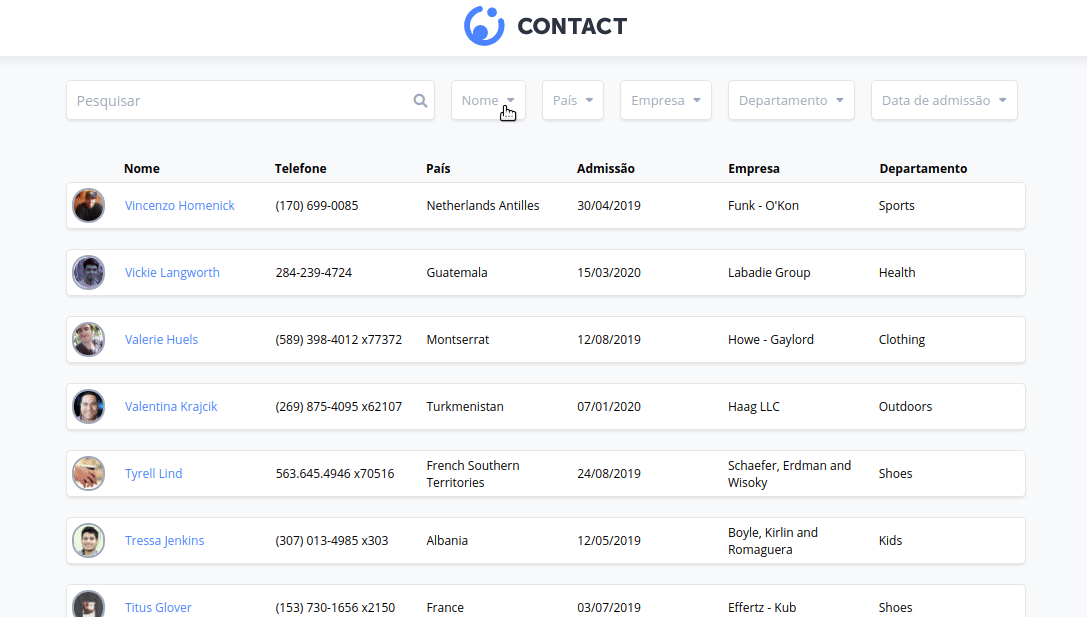 CONTACT
Pesquisar Nome País Empresa Departamento Data de admissão
Nome Telefone País Admissão Empresa Departamento
Vincenzo Homenick (170) 699-0085 Netherlands Antilles 30/04/2019 Funk - O'Kon Sports
Vickie Langworth 284-239-4724 Guatemala 15/03/2020 Labadie Group Health
Valerie Huels (589) 398-4012 x77372 Montserrat 12/08/2019 Howe - Gaylord Clothing
Valentina Krajcik (269) 875-4095 x62107 Turkmenistan 07/01/2020 Haag LLC Outdoors
Tyrell Lind 563.645.4946 x70516 French Southern Territories 24/08/2019 Schaefer, Erdman and Wisoky Shoes
Tressa Jenkins (307) 013-4985 x303 Albania 12/05/2019 Boyle, Kirlin and Romaguera Kids
Titus Glover (153) 730-1656 x2150 France 03/07/2019 Effertz - Kub Shoes